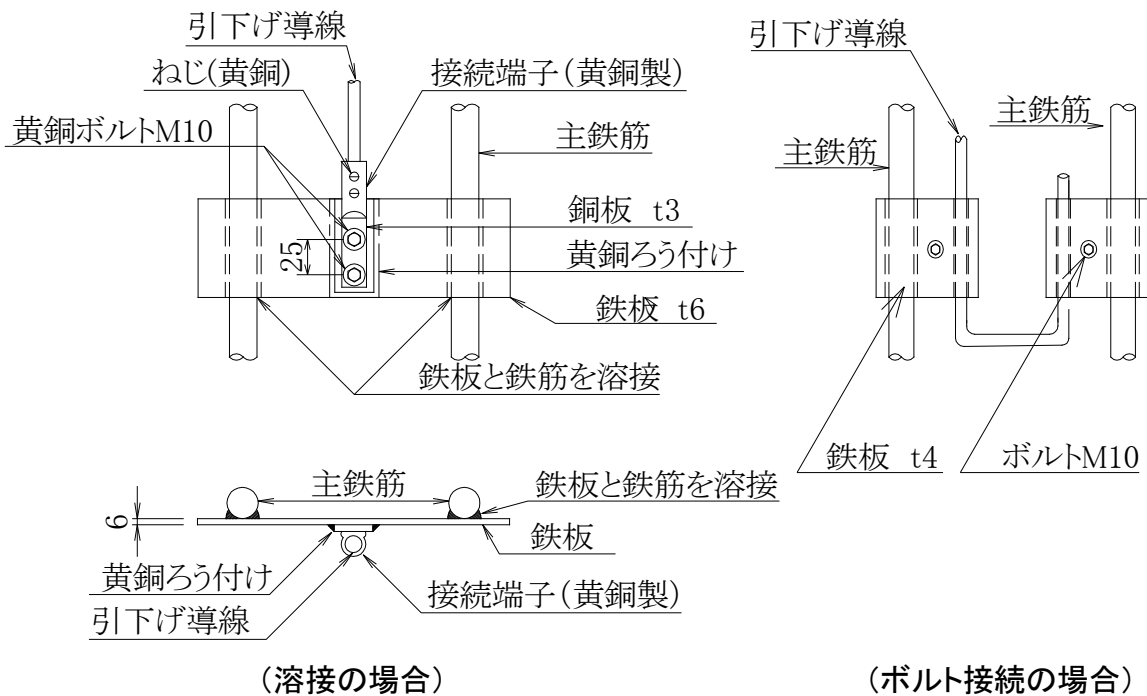 引下げ導線
ねじ(黄銅)
接続端子(黄銅製)
黄銅ボルトM10
主鉄筋
銅板 t3
25
黄銅ろう付け
鉄板 t6
鉄板と鉄筋を溶接
主鉄筋
鉄板と鉄筋を溶接
6
鉄板
黄銅ろう付け
接続端子(黄銅製)
引下げ導線
(溶接の場合)
引下げ導線
主鉄筋
主鉄筋
鉄板 t4
ボルトM10
(ボルト接続の場合)